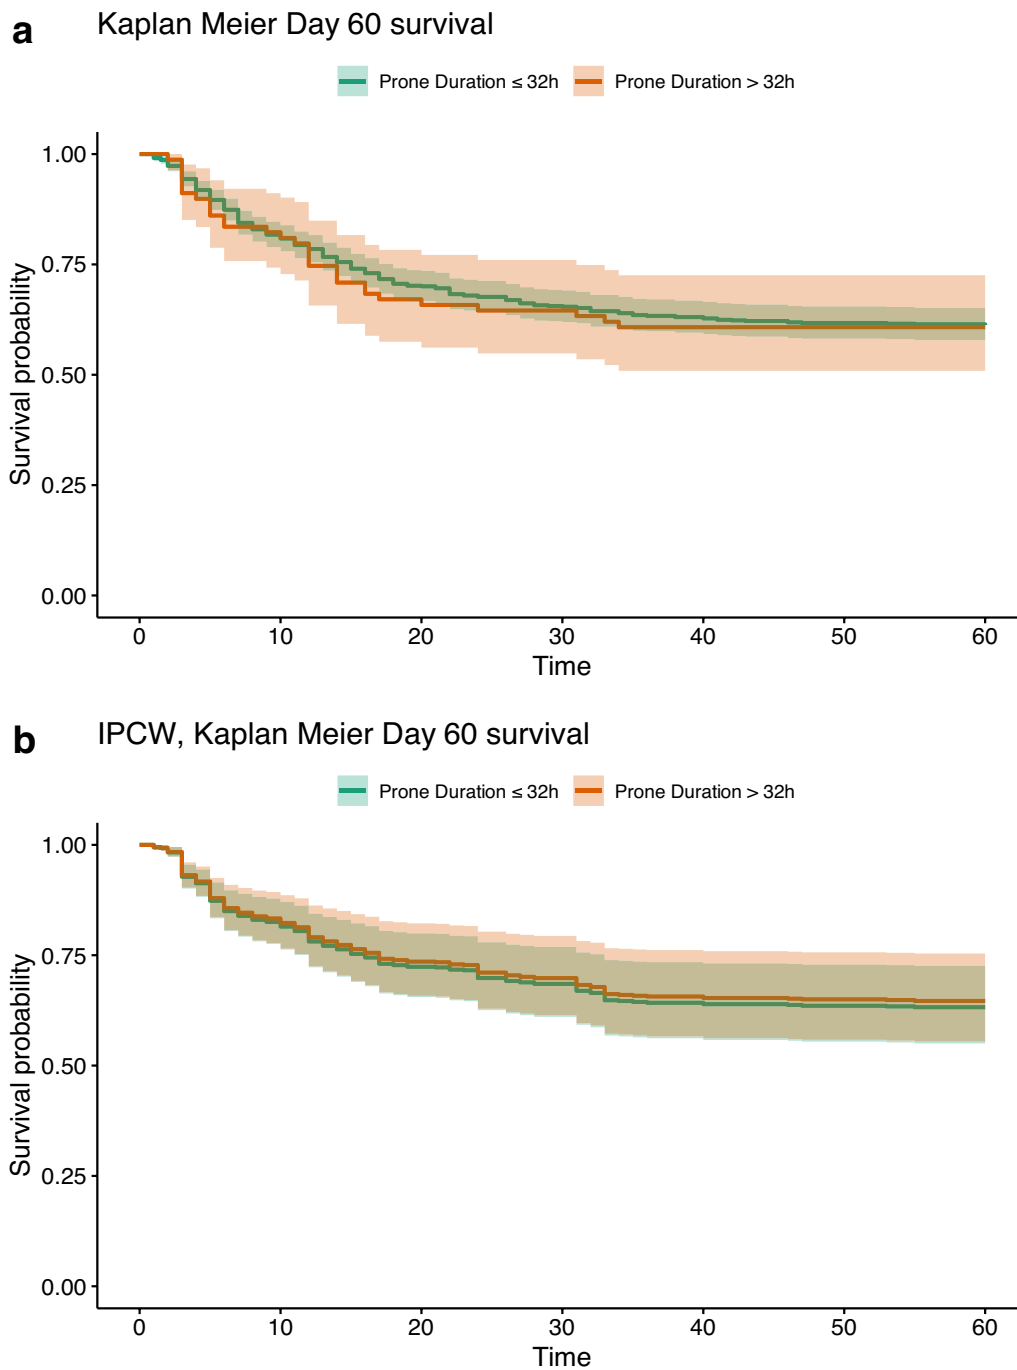 a Kaplan Meier Day 60 survival
Prone Duration ≤ 32h Prone Duration > 32h
Survival probability
1.00
0.75
0.50
0.25
0.00
0 10 20 30 40 50 60
Time
b IPCW, Kaplan Meier Day 60 survival
Prone Duration ≤ 32h Prone Duration > 32h
Survival probability
1.00
0.75
0.50
0.25
0.00
0 10 20 30 40 50 60
Time